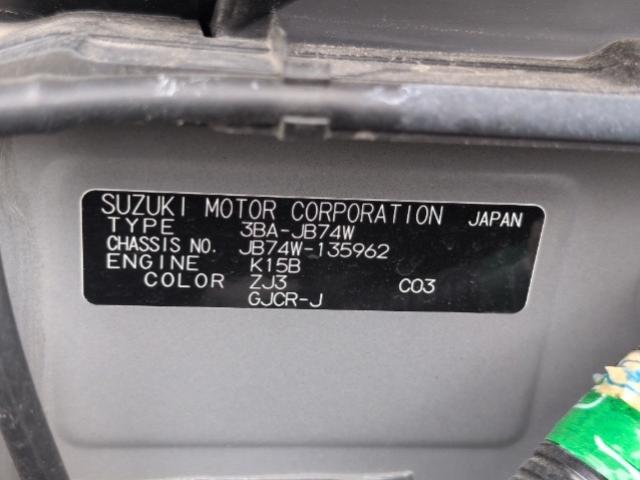 SUZUKI MOTOR CORPORATION JAPAN
TYPE 3BA-JB74W
CHASSIS NO. JB74W-135962
ENGINE K15B
COLOR ZJ3 C03
GJCR-J